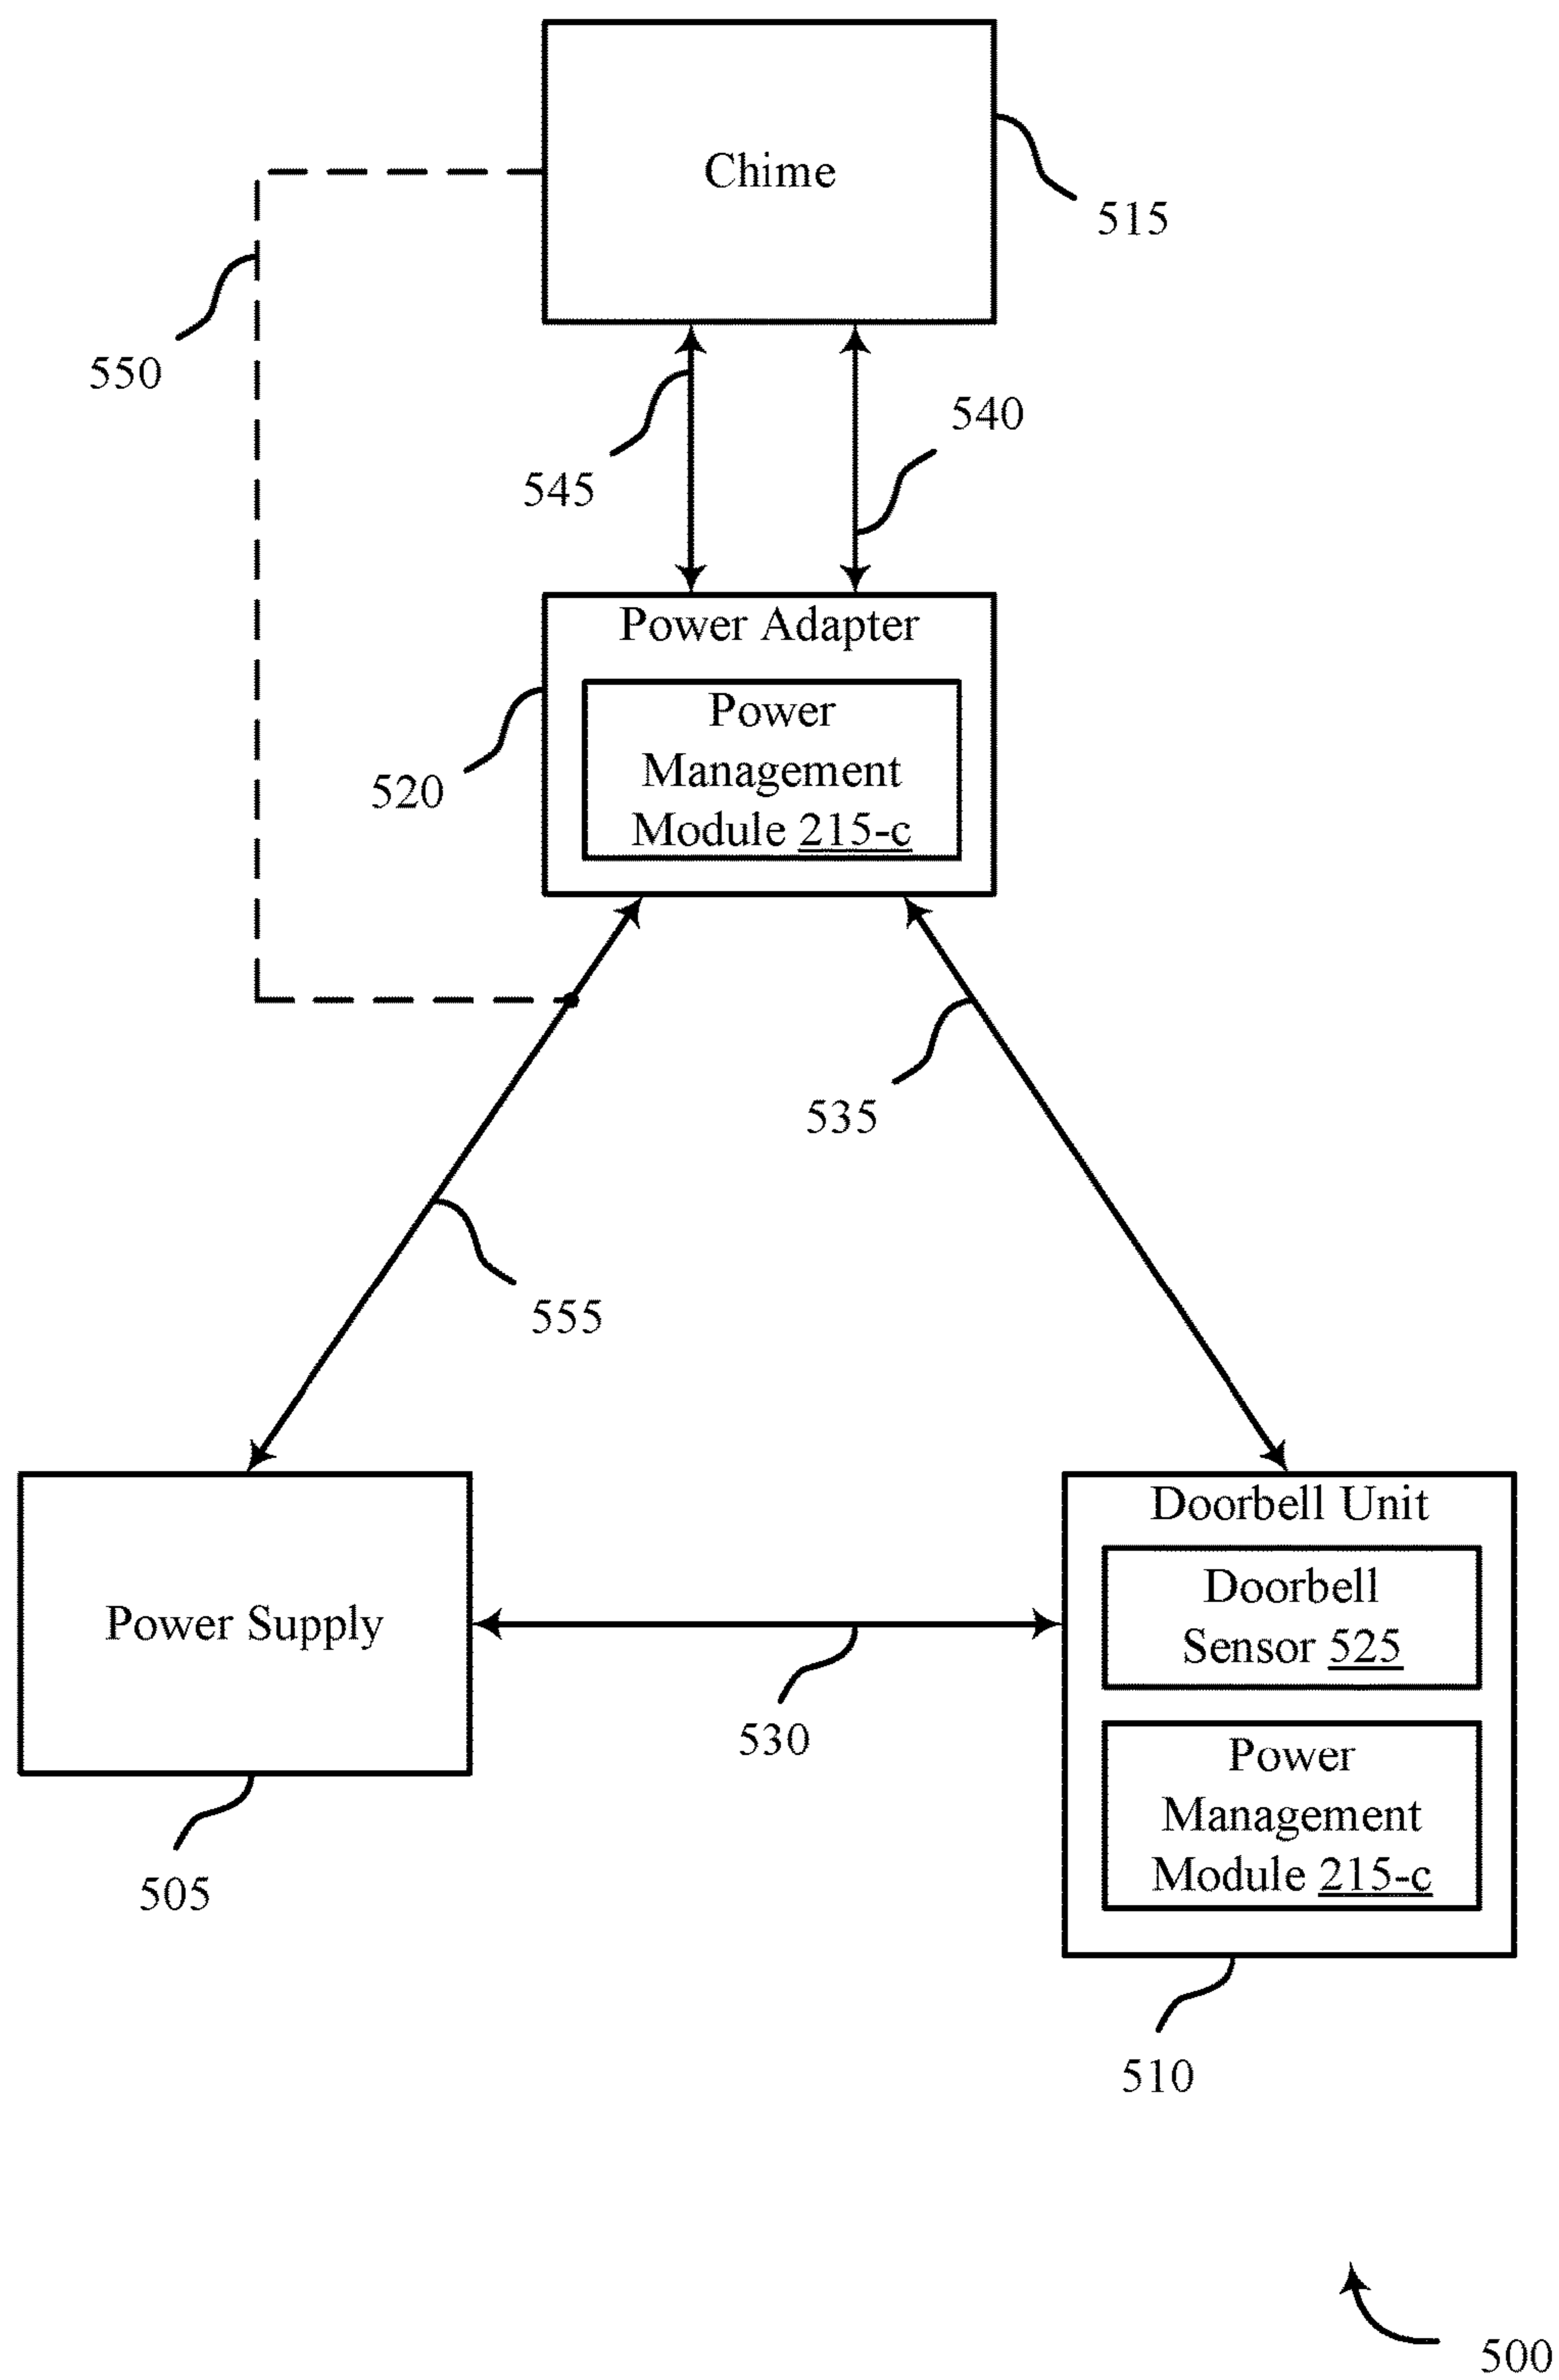 Chime
515
550
540
545
Power Adapter
Power
Management
Module 215-c
520
535
555
Doorbell Unit
Doorbell
Sensor 525
Power Supply
530
Power
Management
Module 215-c
505
510
500